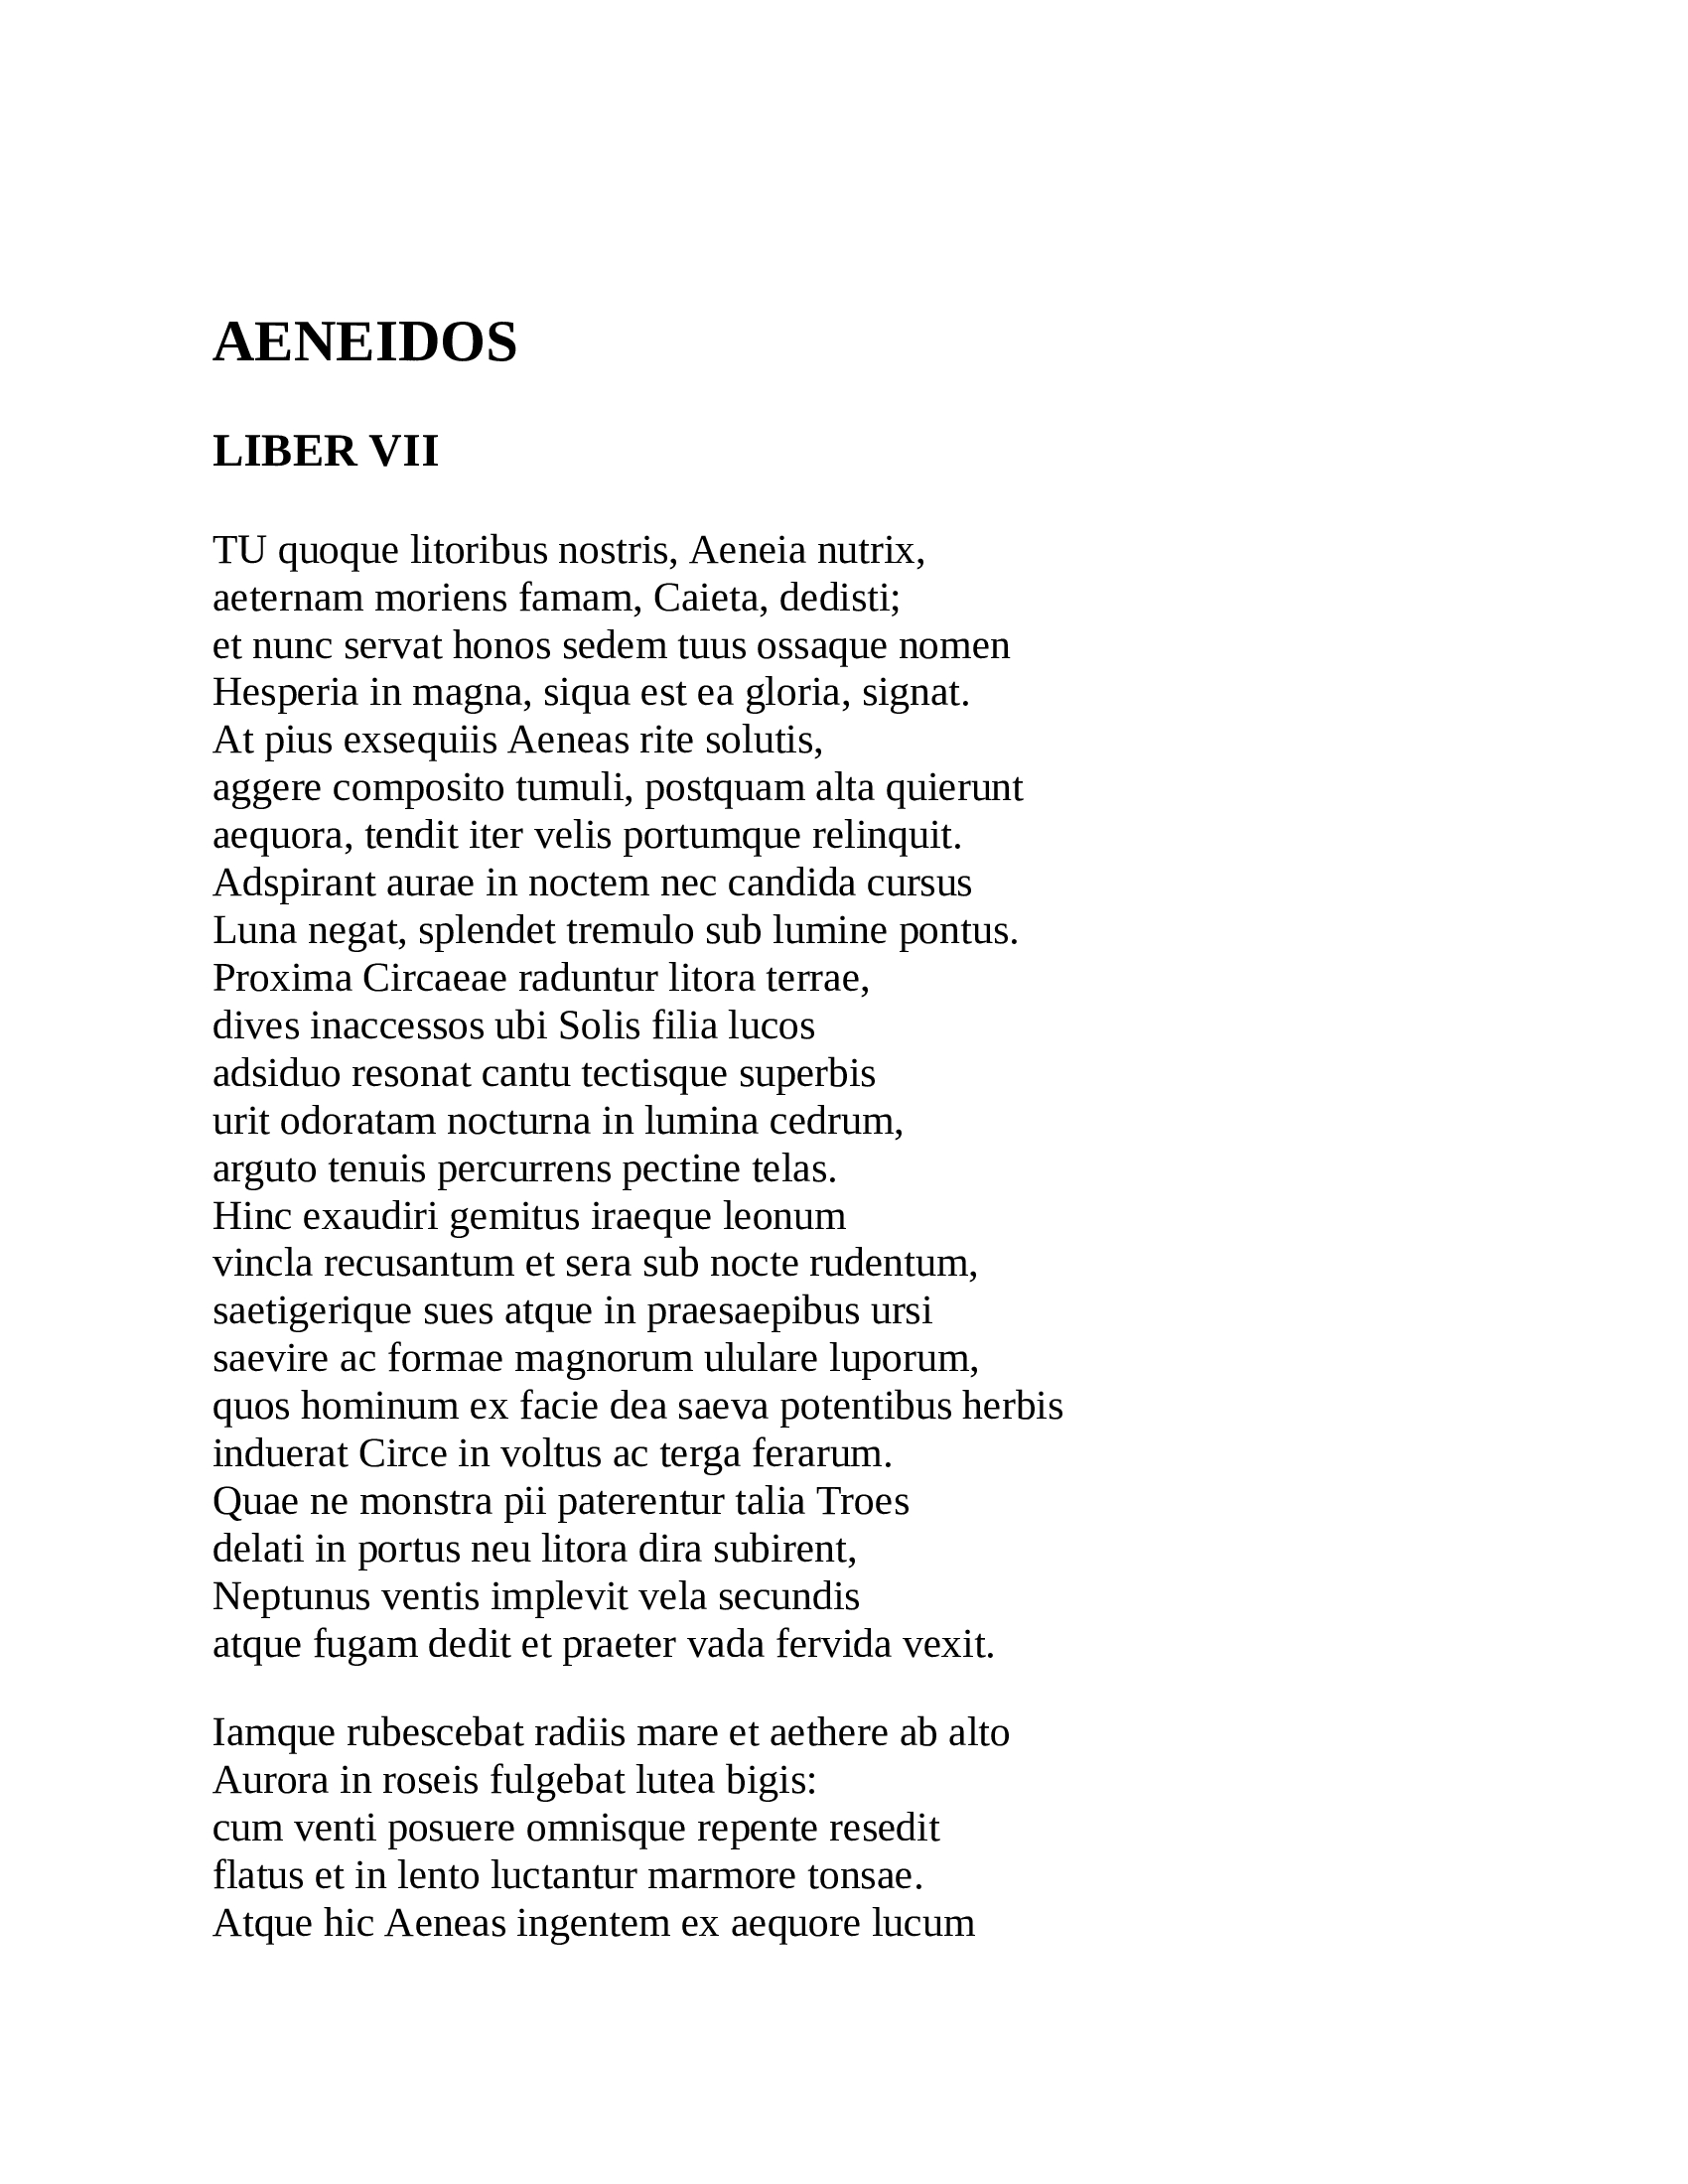 AENEIDOS
LIBER VII
TU quoque litoribus nostris, Aeneia nutrix,
aeternam moriens famam, Caieta, dedisti;
et nunc servat honos sedem tuus ossaque nomen
Hesperia in magna, siqua est ea gloria, signat.
At pius exsequiis Aeneas rite solutis,
aggere composito tumuli, postquam alta quierunt
aequora, tendit iter velis portumque relinquit.
Adspirant aurae in noctem nec candida cursus
Luna negat, splendet tremulo sub lumine pontus.
Proxima Circaeae raduntur litora terrae,
dives inaccessos ubi Solis filia lucos
adsiduo resonat cantu tectisque superbis
urit odoratam nocturna in lumina cedrum,
arguto tenuis percurrens pectine telas.
Hinc exaudiri gemitus iraeque leonum
vincla recusantum et sera sub nocte rudentum,
saetigerique sues atque in praesaepibus ursi
saevire ac formae magnorum ululare luporum,
quos hominum ex facie dea saeva potentibus herbis
induerat Circe in voltus ac terga ferarum.
Quae ne monstra pii paterentur talia Troes
delati in portus neu litora dira subirent,
Neptunus ventis implevit vela secundis
atque fugam dedit et praeter vada fervida vexit.
Iamque rubescebat radiis mare et aethere ab alto
Aurora in roseis fulgebat lutea bigis:
cum venti posuere omnisque repente resedit
flatus et in lento luctantur marmore tonsae.
Atque hic Aeneas ingentem ex aequore lucum